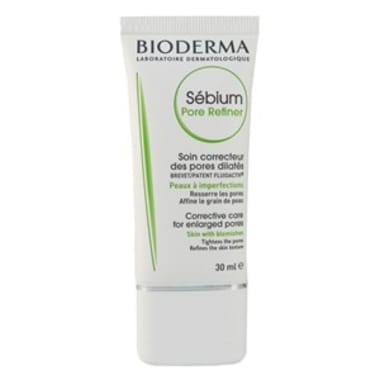 BIODERMA
LABORATOIRE DERMATOLOGIQUE
Sébium
Pore Refiner
Soin correcteur
des pores dilatés
BREVET/PATENT FLUIDACTIV®
Peaux à imperfections
Resserre les pores
Affine le grain de peau
Corrective care
for enlarged pores
Skin with blemishes
Tightens the pores
Refines the skin texture
30 ml e